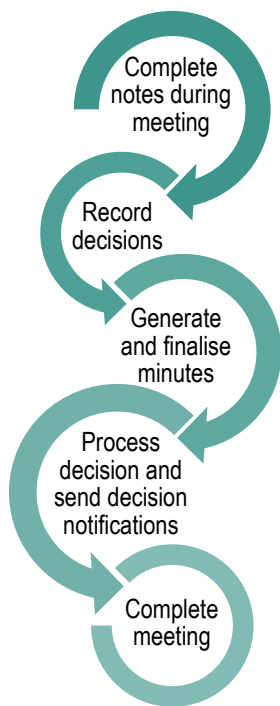 Complete
notes during
meeting
Record
decisions
Generate
and finalise
minutes
Process
decision and
send decision
notifications
Complete
meeting